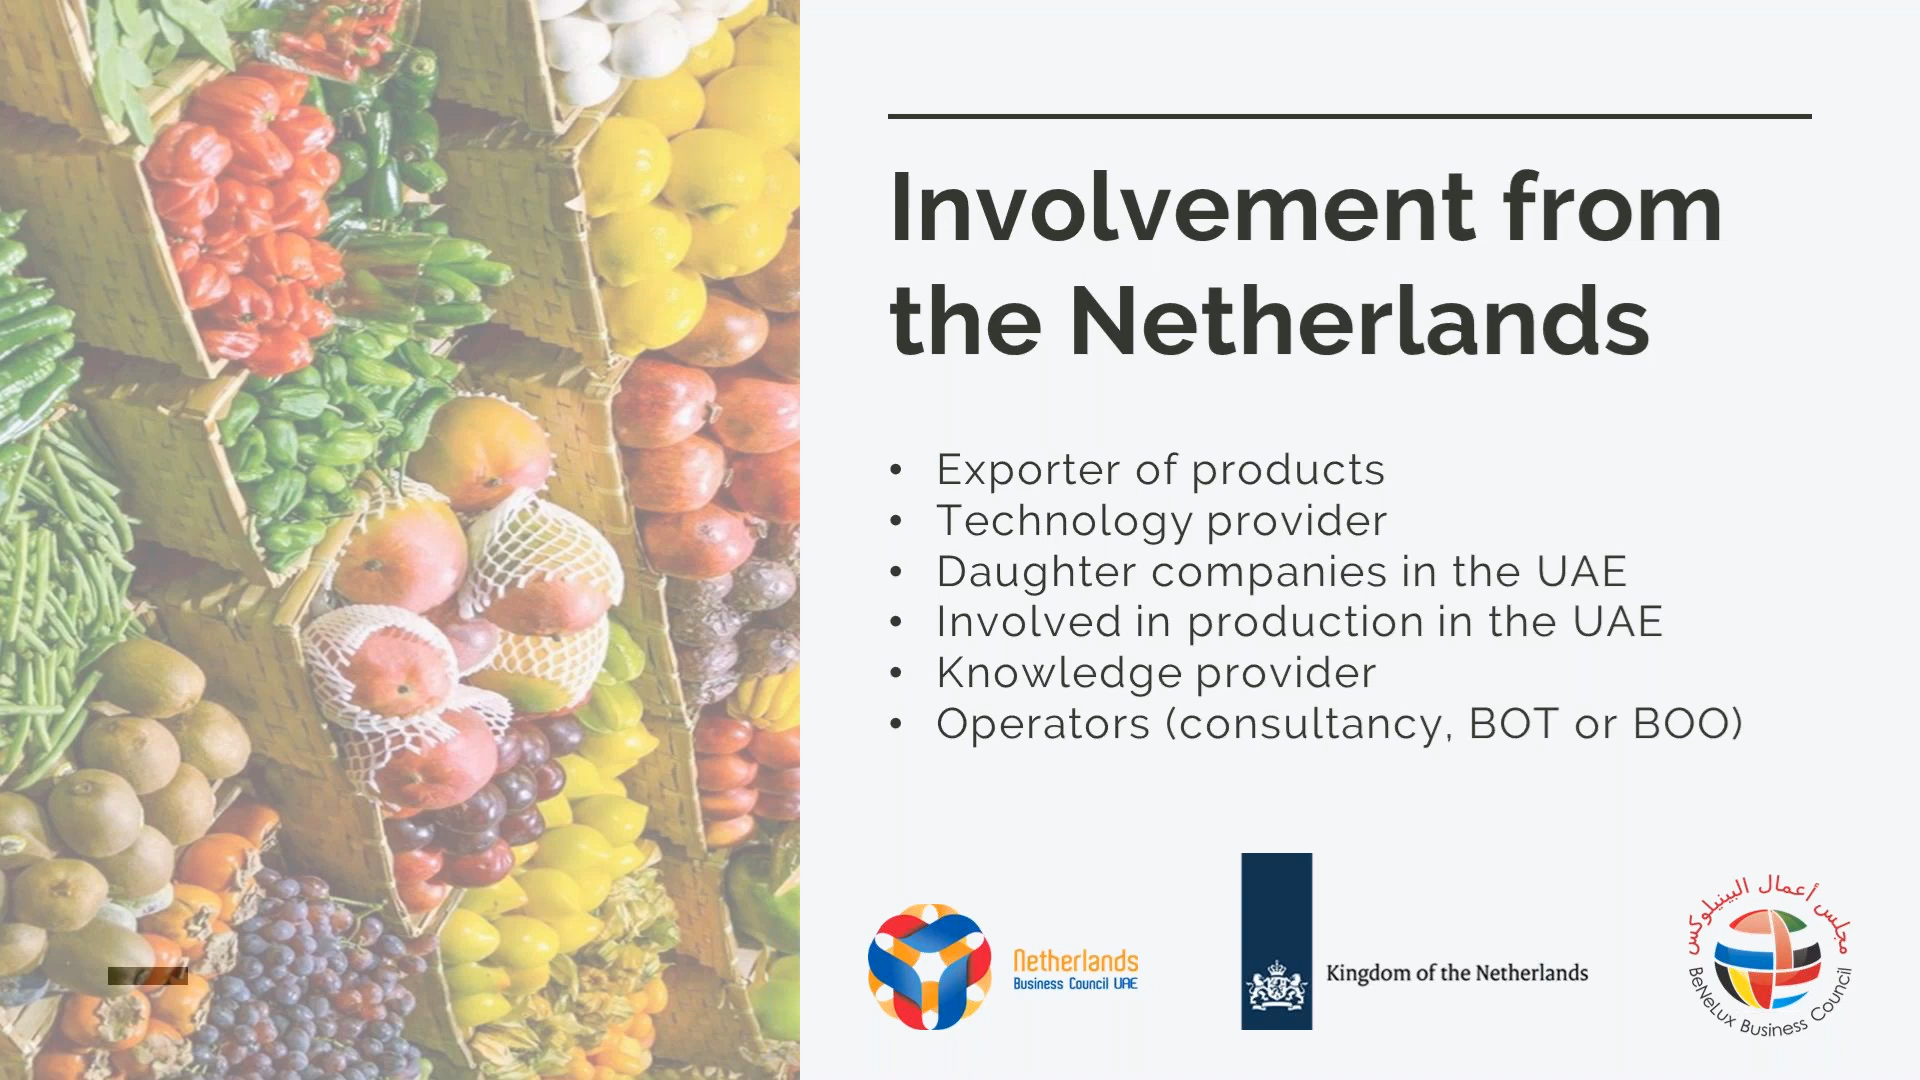 Involvement from
the Netherlands
• Exporter of products
• Technology provider
• Daughter companies in the UAE
• Involved in production in the UAE
• Knowledge provider
• Operators (consultancy, BOT or BOO)
Netherlands
Business Council UAE
Kingdom of the Netherlands
مجلس أعمال البينيلوكس
BeNeLux Business Council